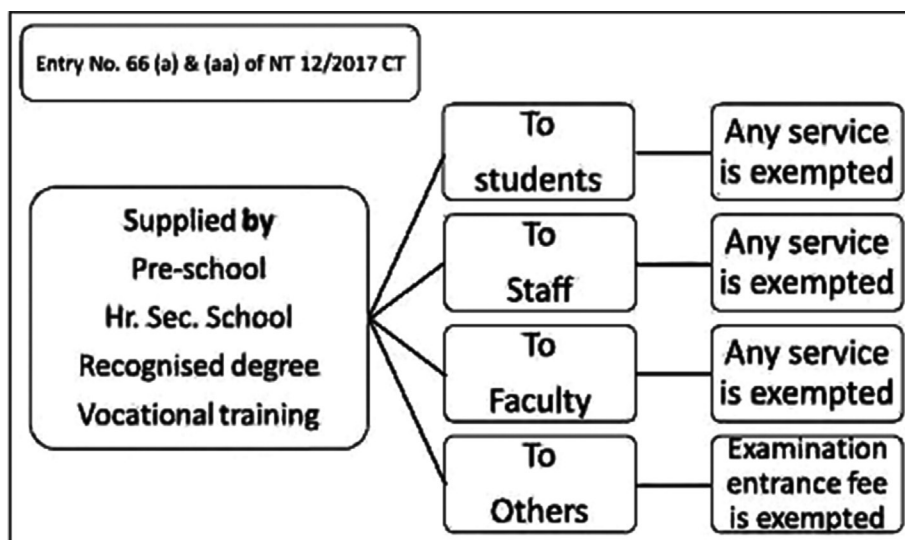 Entry No. 66 (a) & (aa) of NT 12/2017 CT
Supplied by
Pre-school
Hr. Sec. School
Recognised degree
Vocational training
To
students
Any service
is exempted
To
Staff
Any service
is exempted
To
Faculty
Any service
is exempted
To
Others
Examination
entrance fee
is exempted